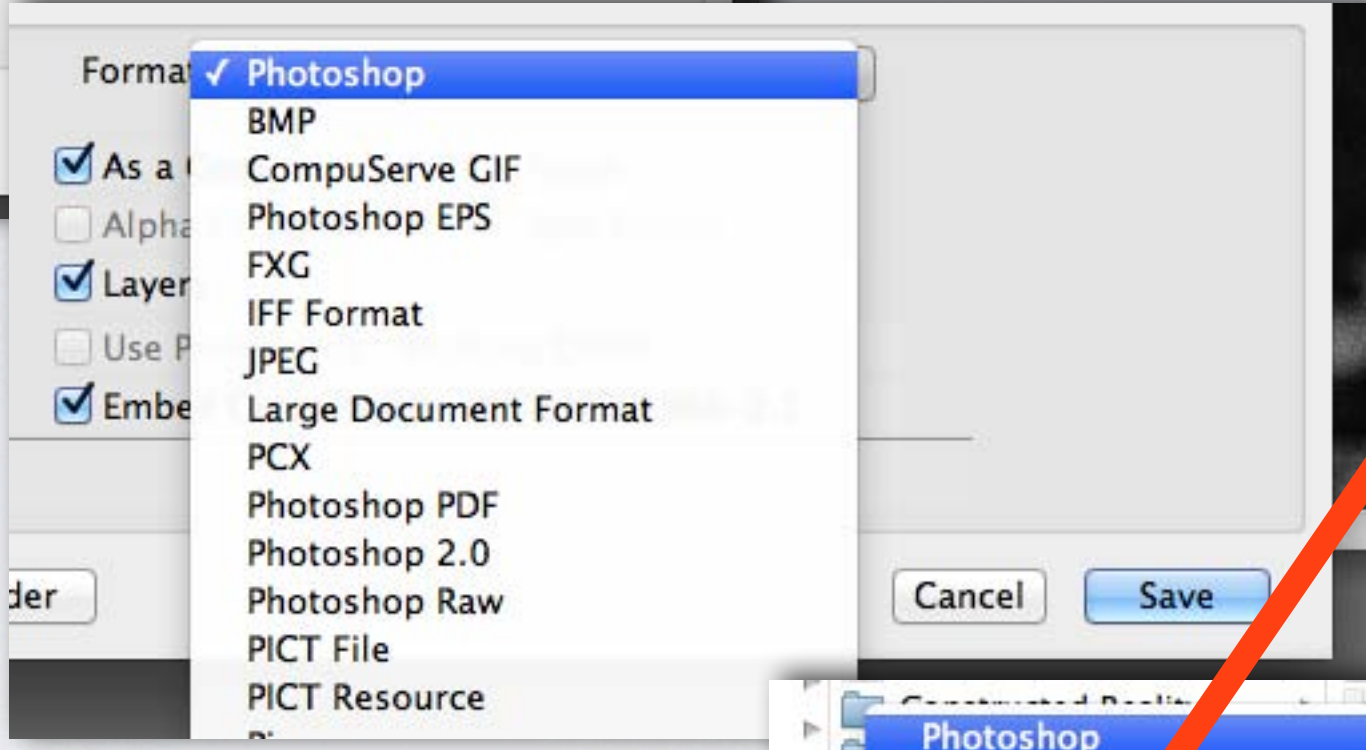 Format
Photoshop
BMP
As a
CompuServe GIF
Alpha
Photoshop EPS
FXG
Layer
IFF Format
Use P
JPEG
Embe
Large Document Format
PCX
Photoshop PDF
Photoshop 2.0
der
Photoshop Raw
Cancel
Save
PICT File
PICT Resource
Photoshop